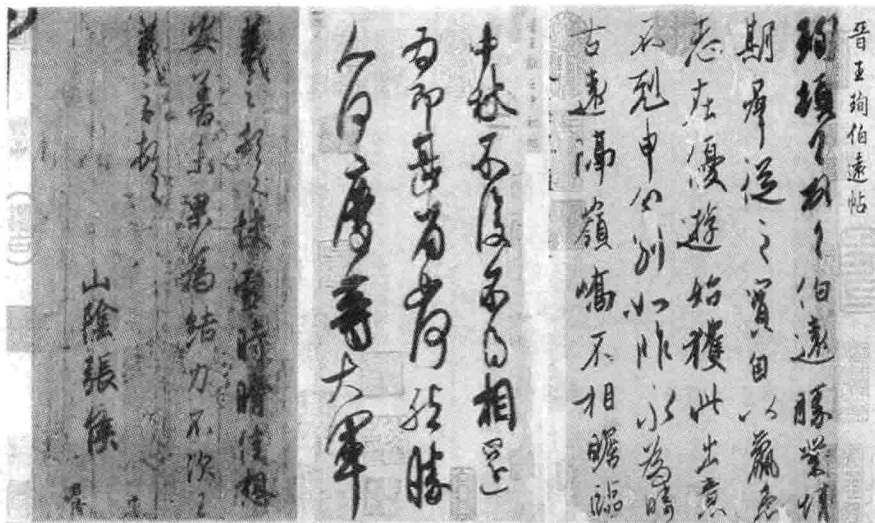 晉王珣伯遠帖
珣頓首頓首伯遠勝業情
期羣從之寶自以羸患
志在優遊始獲此出意
不剋申分別如昨永為疇
古遠隔嶺嶠不相瞻臨
中秋不復不得相還
為即甚省如何然勝
人何慶等大軍
羲之頓首快雪時晴佳想
安善未果為結力不次王
羲之頓首
山陰張侯